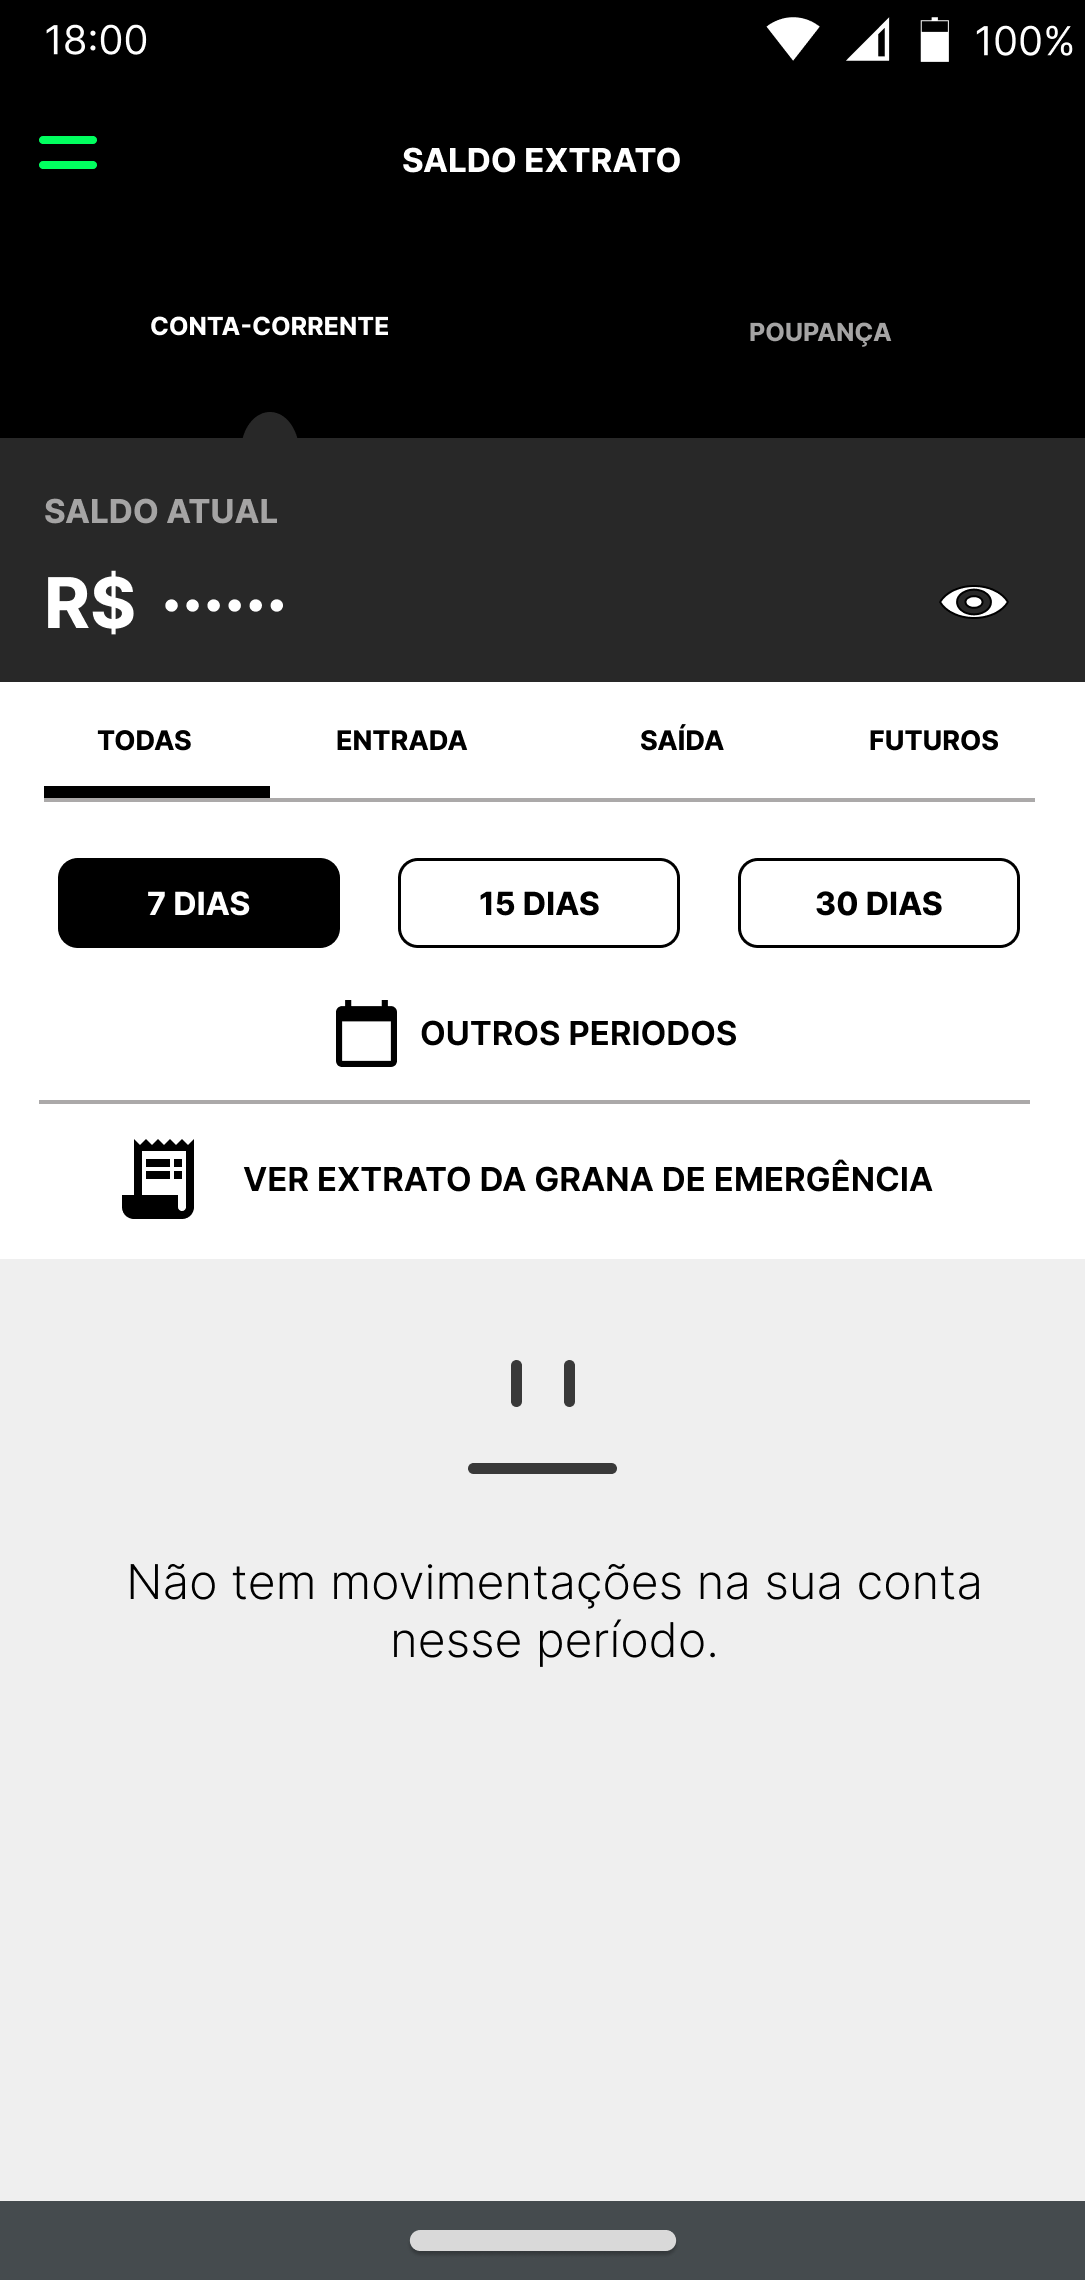 18:00 100%
SALDO EXTRATO
CONTA-CORRENTE POUPANÇA
SALDO ATUAL
R$ ••••••
TODAS ENTRADA SAÍDA FUTUROS
7 DIAS 15 DIAS 30 DIAS
OUTROS PERIODOS
VER EXTRATO DA GRANA DE EMERGÊNCIA
Não tem movimentações na sua conta
nesse período.